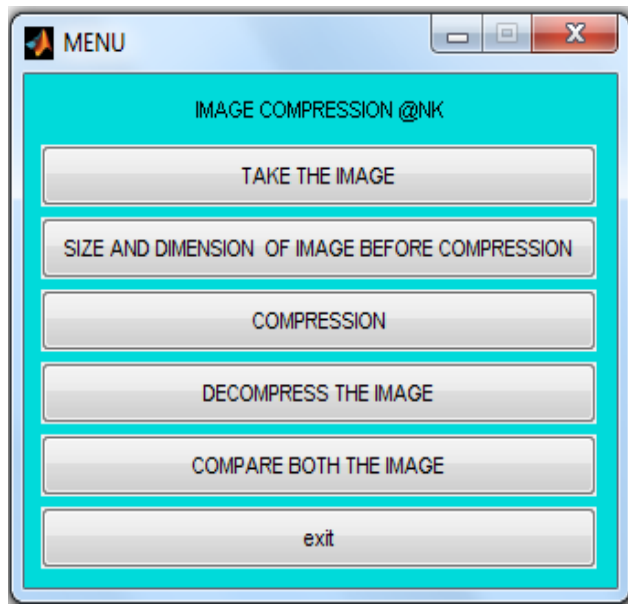 MENU
IMAGE COMPRESSION @NK
TAKE THE IMAGE
SIZE AND DIMENSION  OF IMAGE BEFORE COMPRESSION
COMPRESSION
DECOMPRESS THE IMAGE
COMPARE BOTH THE IMAGE
exit